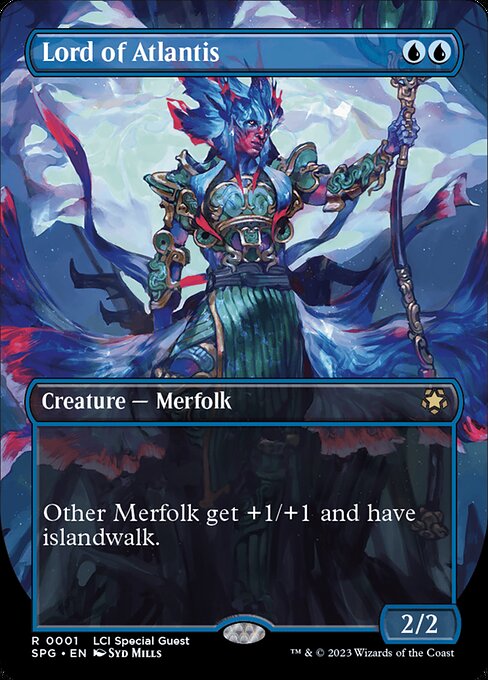 Lord of Atlantis
Creature — Merfolk
Other Merfolk get +1/+1 and have
islandwalk.
2/2
R 0001 LCI Special Guest
SPG • EN Syd Mills
™ & © 2023 Wizards of the Coast